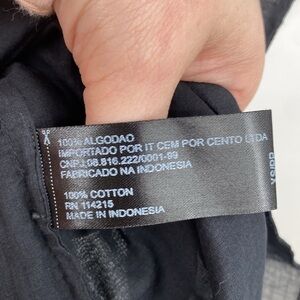 100% ALGODAO
IMPORTADO POR IT CEM POR CENTO LTDA
CNPJ:08.816.222/0001-99
FABRICADO NA INDONESIA
100% COTTON
RN 114215
MADE IN INDONESIA